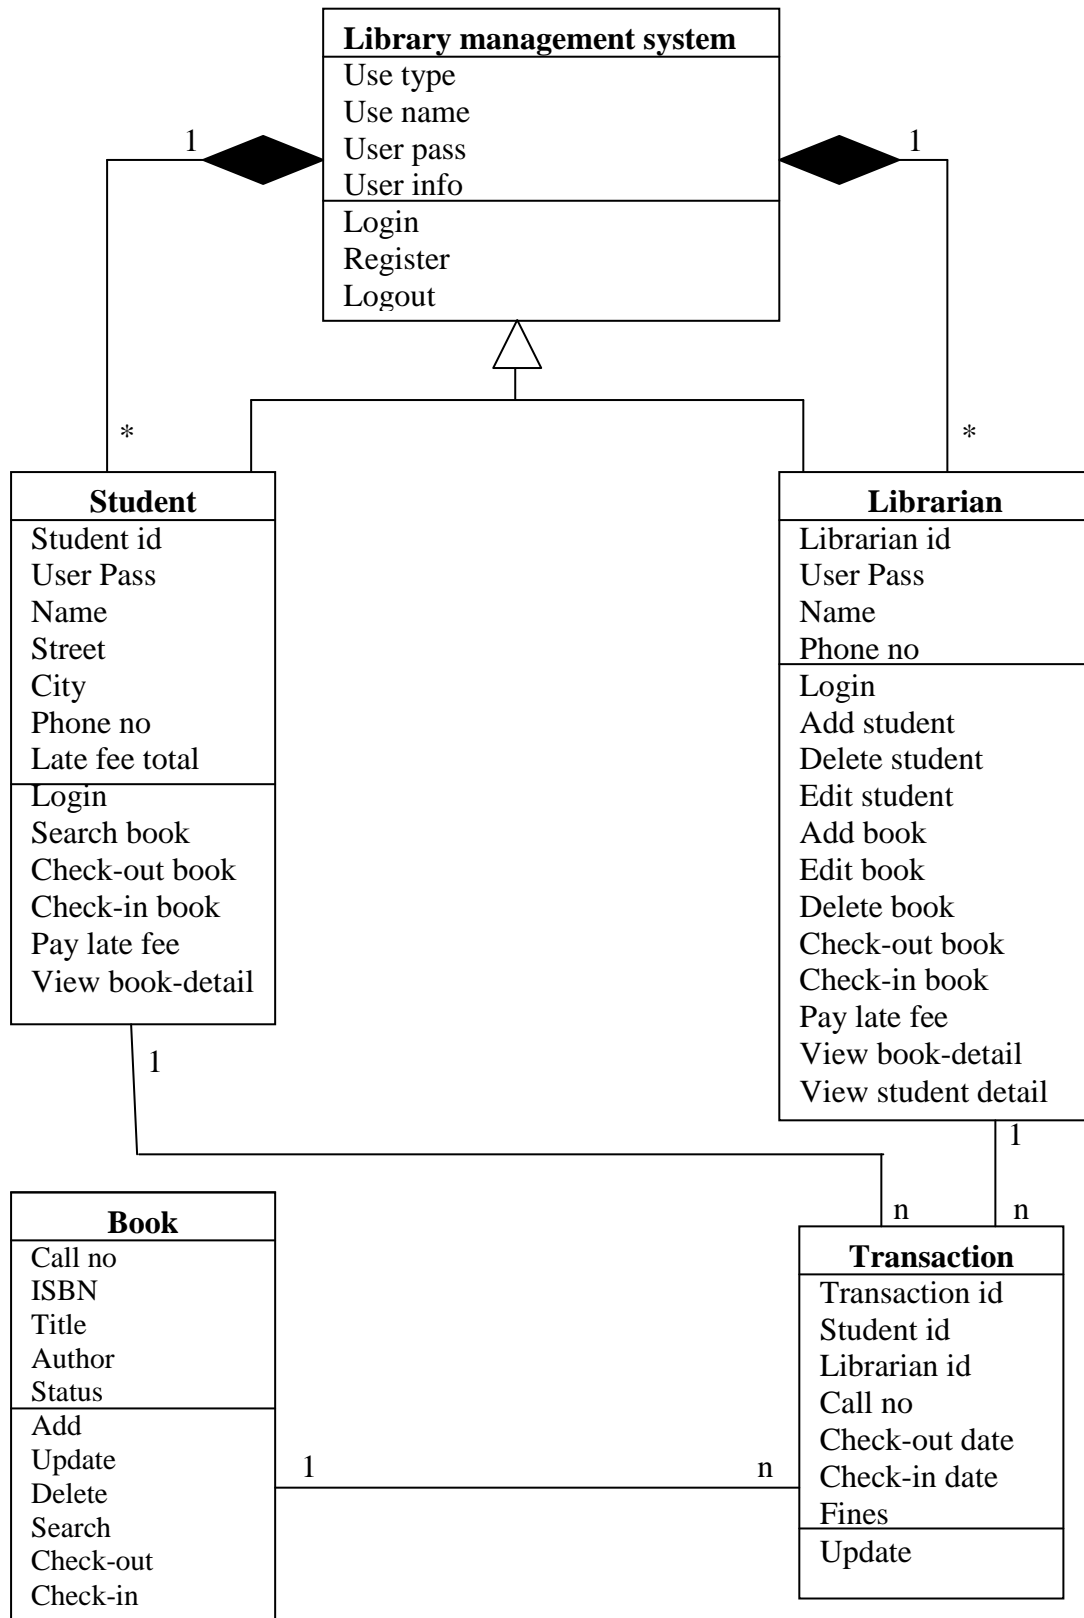 Library management system
Use type
Use name
User pass
User info
Login
Register
Logout
1
1
*
*
Student
Student id
User Pass
Name
Street
City
Phone no
Late fee total
Login
Search book
Check-out book
Check-in book
Pay late fee
View book-detail
1
Librarian
Librarian id
User Pass
Name
Phone no
Login
Add student
Delete student
Edit student
Add book
Edit book
Delete book
Check-out book
Check-in book
Pay late fee
View book-detail
View student detail
1
n
n
Book
Call no
ISBN
Title
Author
Status
Add
Update
Delete
Search
Check-out
Check-in
1
n
Transaction
Transaction id
Student id
Librarian id
Call no
Check-out date
Check-in date
Fines
Update